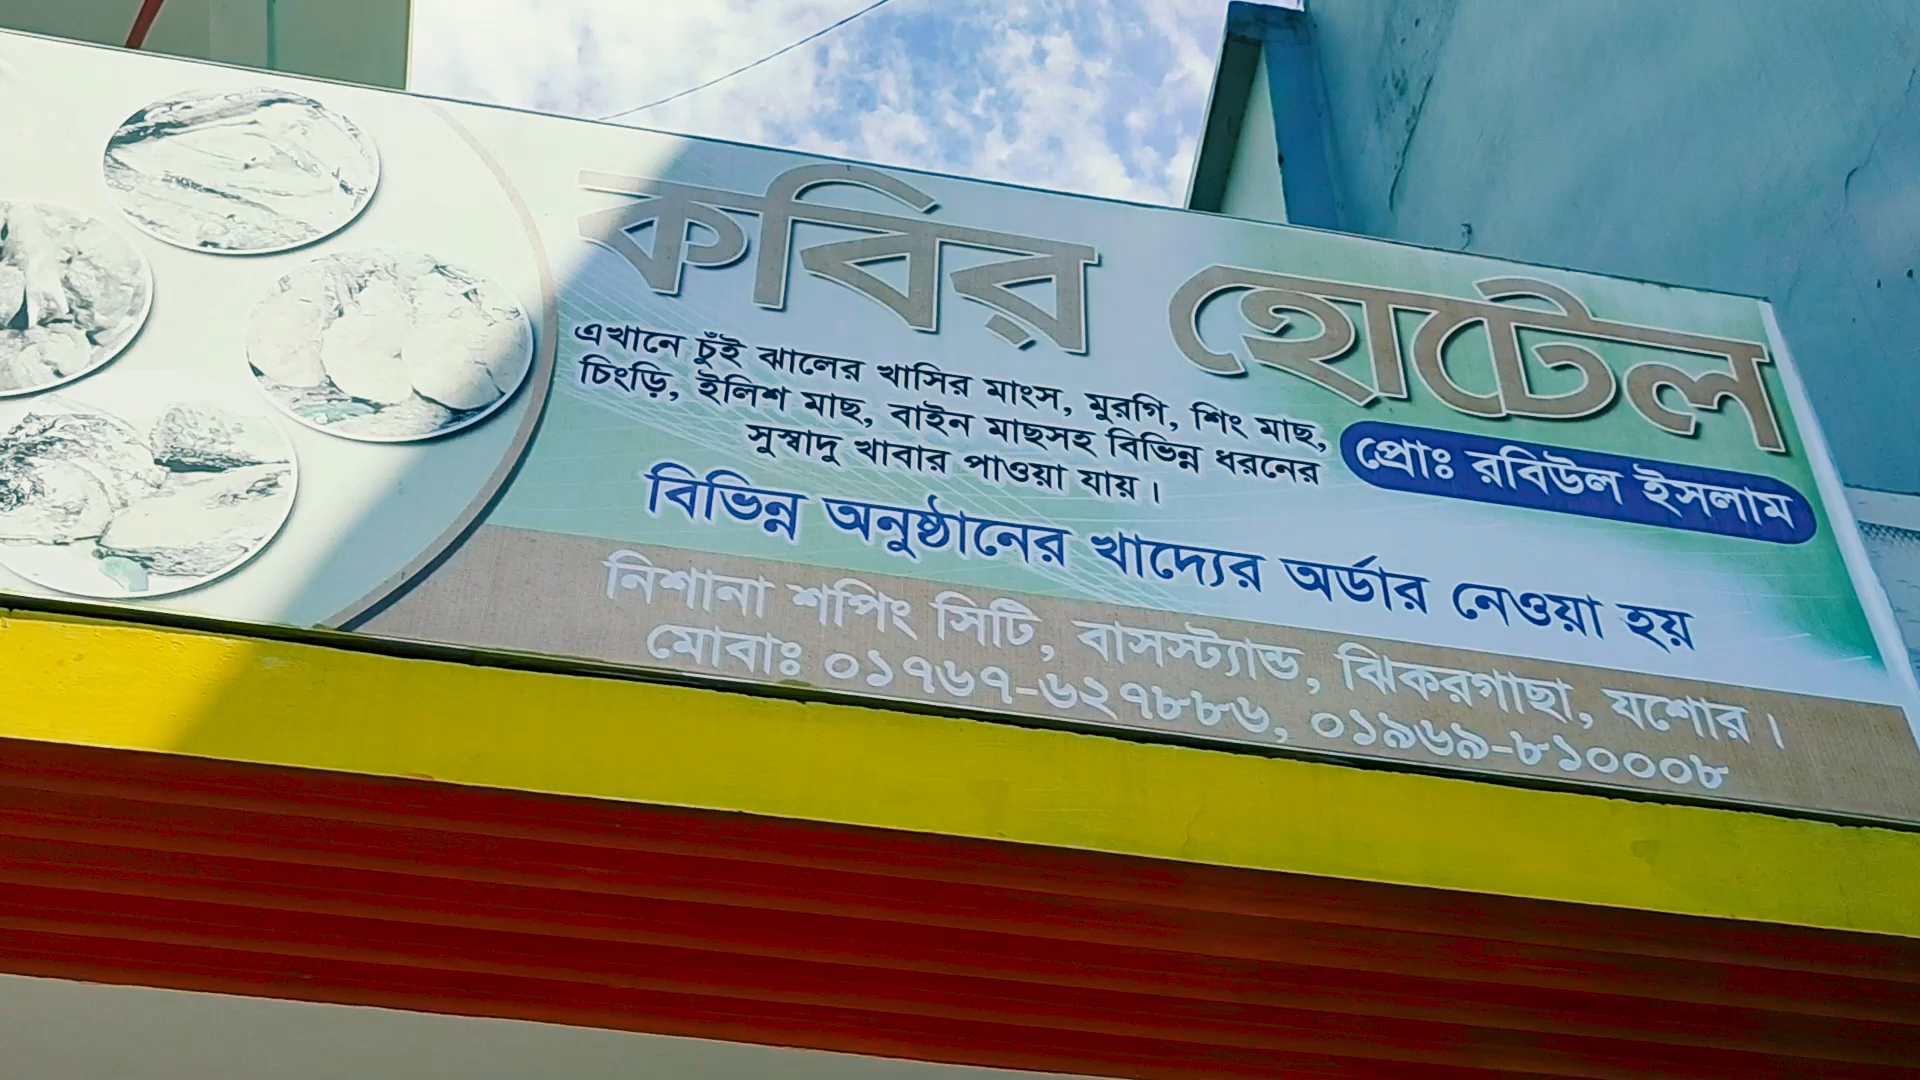 কবির হোটেল
এখানে চুঁই ঝালের খাসির মাংস, মুরগি, শিং মাছ,
চিংড়ি, ইলিশ মাছ, বাইন মাছসহ বিভিন্ন ধরনের
সুস্বাদু খাবার পাওয়া যায়।
প্রোঃ রবিউল ইসলাম
বিভিন্ন অনুষ্ঠানের খাদ্যের অর্ডার নেওয়া হয়
নিশানা শপিং সিটি, বাসস্ট্যান্ড, ঝিকরগাছা, যশোর।
মোবাঃ ০১৭৬৭-৬২৭৮৮৬, ০১৯৬৯-৮১০০০৮